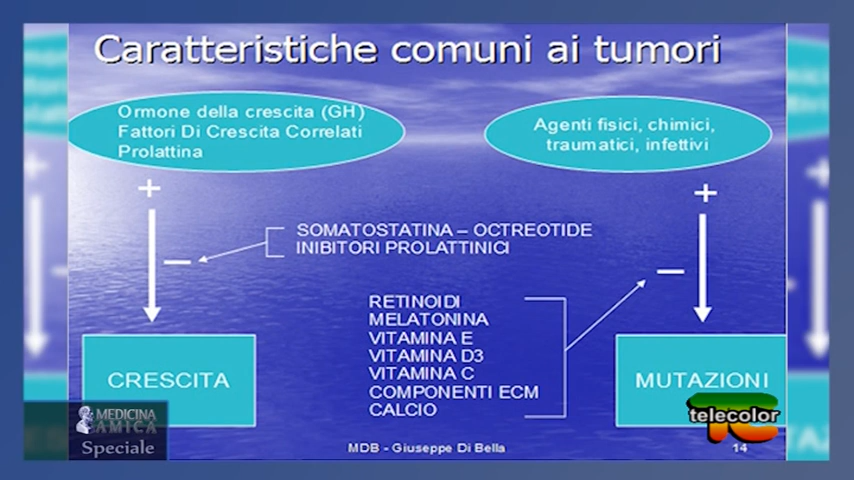 Caratteristiche comuni ai tumori
Ormone della crescita (GH)
Fattori Di Crescita Correlati
Prolattina
Agenti fisici, chimici,
traumatici, infettivi
+
+
SOMATOSTATINA – OCTREOTIDE
INIBITORI PROLATTINICI
–
–
RETINOIDI
MELATONINA
VITAMINA E
VITAMINA D3
VITAMINA C
COMPONENTI ECM
CALCIO
CRESCITA
MUTAZIONI
MEDICINA
AMICA
Speciale
telecolor
MDB - Giuseppe Di Bella
14